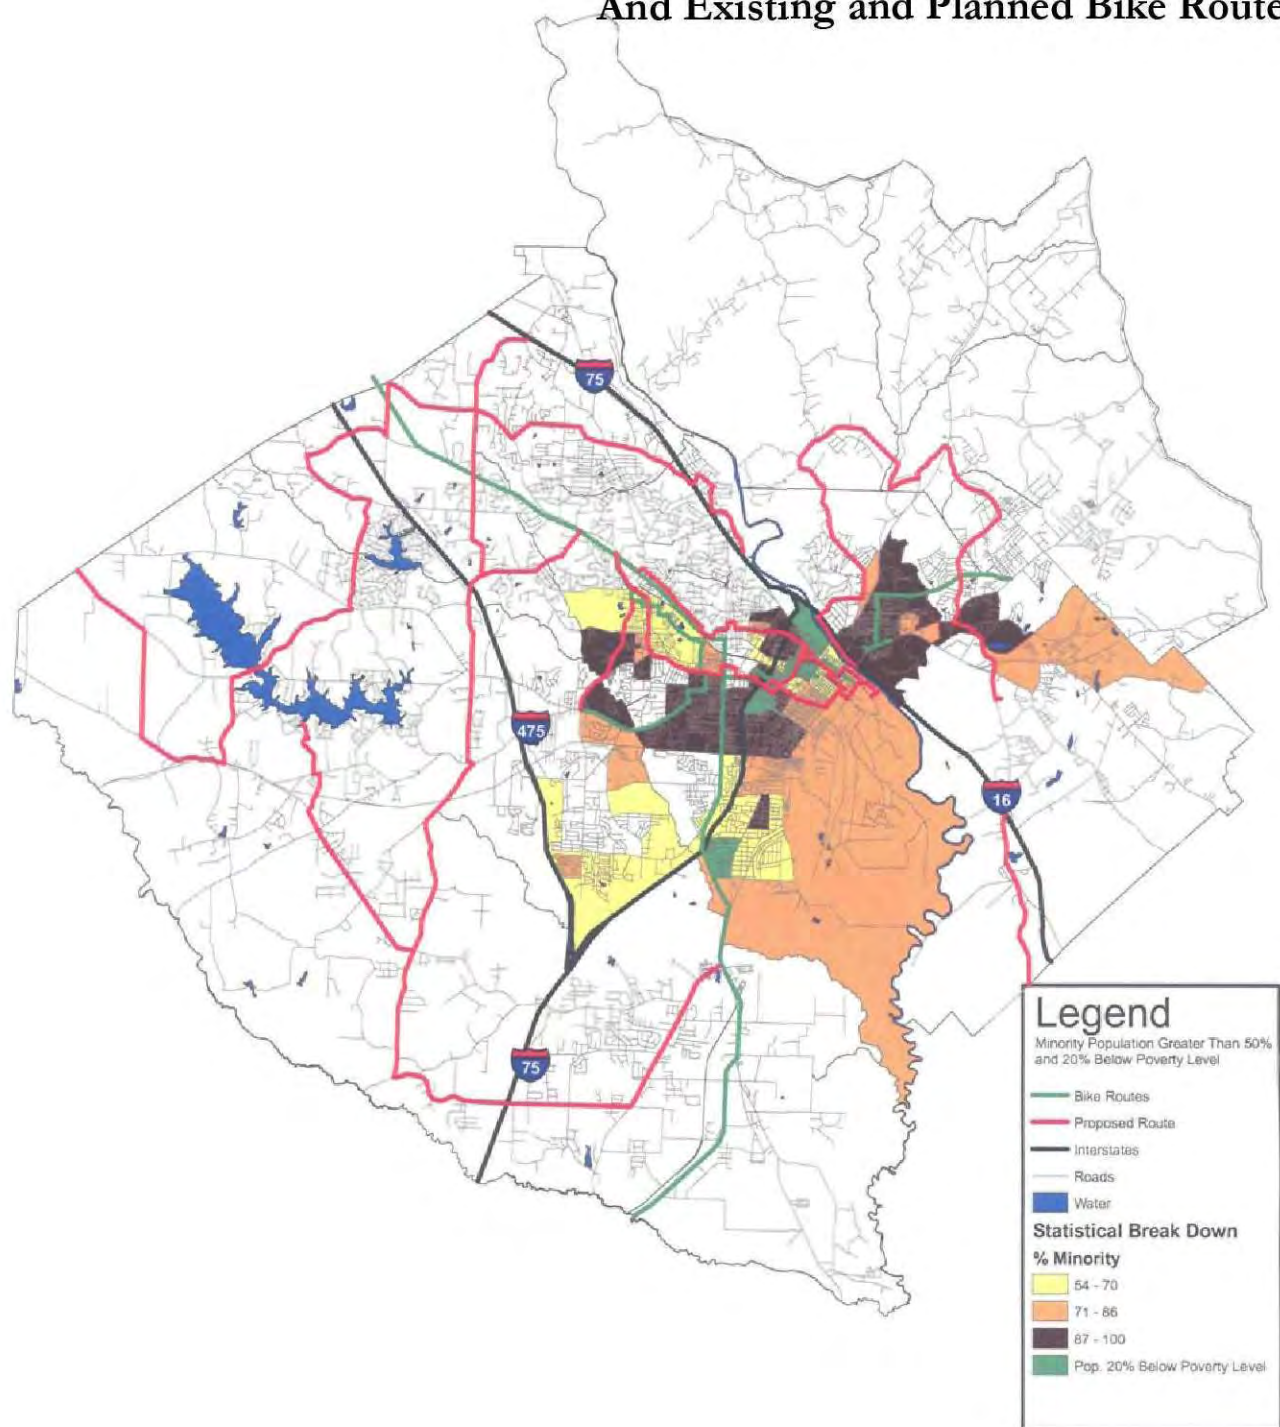 And Existing and Planned Bike Route
75
475
16
75
Legend
Minority Population Greater Than 50%
and 20% Below Poverty Level
Bike Routes
Proposed Route
Interstates
Roads
Water
Statistical Break Down
% Minority
54 - 70
71 - 86
87 - 100
Pop. 20% Below Poverty Level